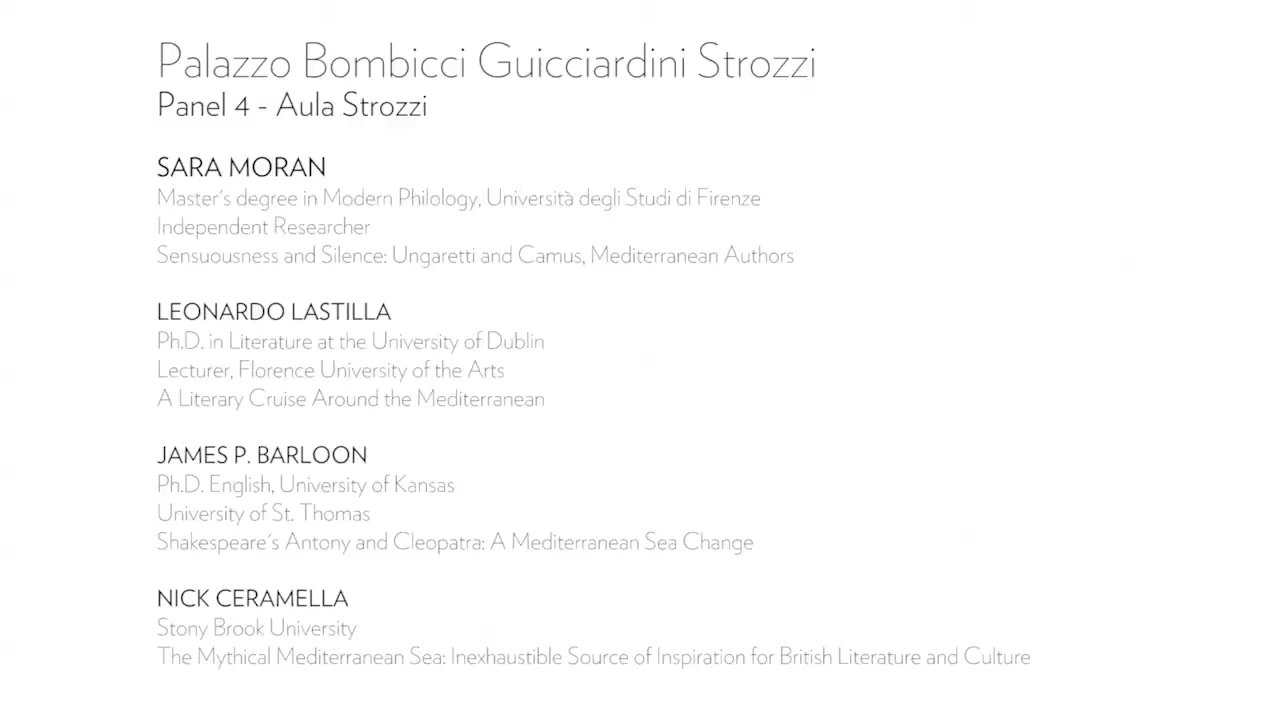 Palazzo Bombicci Guicciardini Strozzi
Panel 4 - Aula Strozzi
SARA MORAN
Master's degree in Modern Philology, Università degli Studi di Firenze
Independent Researcher
Sensuousness and Silence: Ungaretti and Camus, Mediterranean Authors
LEONARDO LASTILLA
Ph.D. in Literature at the University of Dublin
Lecturer, Florence University of the Arts
A Literary Cruise Around the Mediterranean
JAMES P. BARLOON
Ph.D. English, University of Kansas
University of St. Thomas
Shakespeare's Antony and Cleopatra: A Mediterranean Sea Change
NICK CERAMELLA
Stony Brook University
The Mythical Mediterranean Sea: Inexhaustible Source of Inspiration for British Literature and Culture